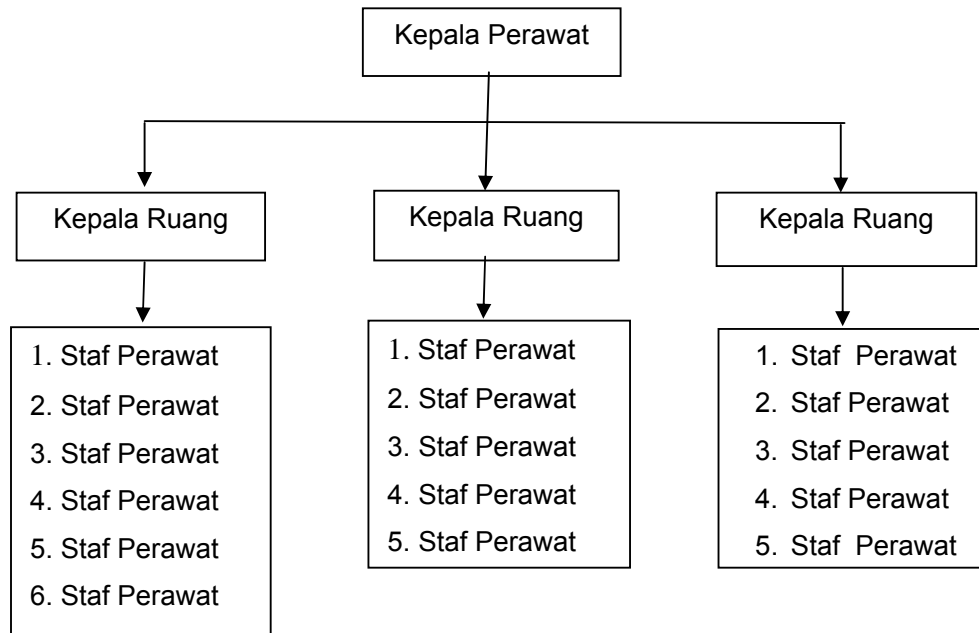 Kepala Perawat
Kepala Ruang
Kepala Ruang
Kepala Ruang
1. Staf Perawat
2. Staf Perawat
3. Staf Perawat
4. Staf Perawat
5. Staf Perawat
6. Staf Perawat
1. Staf Perawat
2. Staf Perawat
3. Staf Perawat
4. Staf Perawat
5. Staf Perawat
1. Staf Perawat
2. Staf Perawat
3. Staf Perawat
4. Staf Perawat
5. Staf Perawat